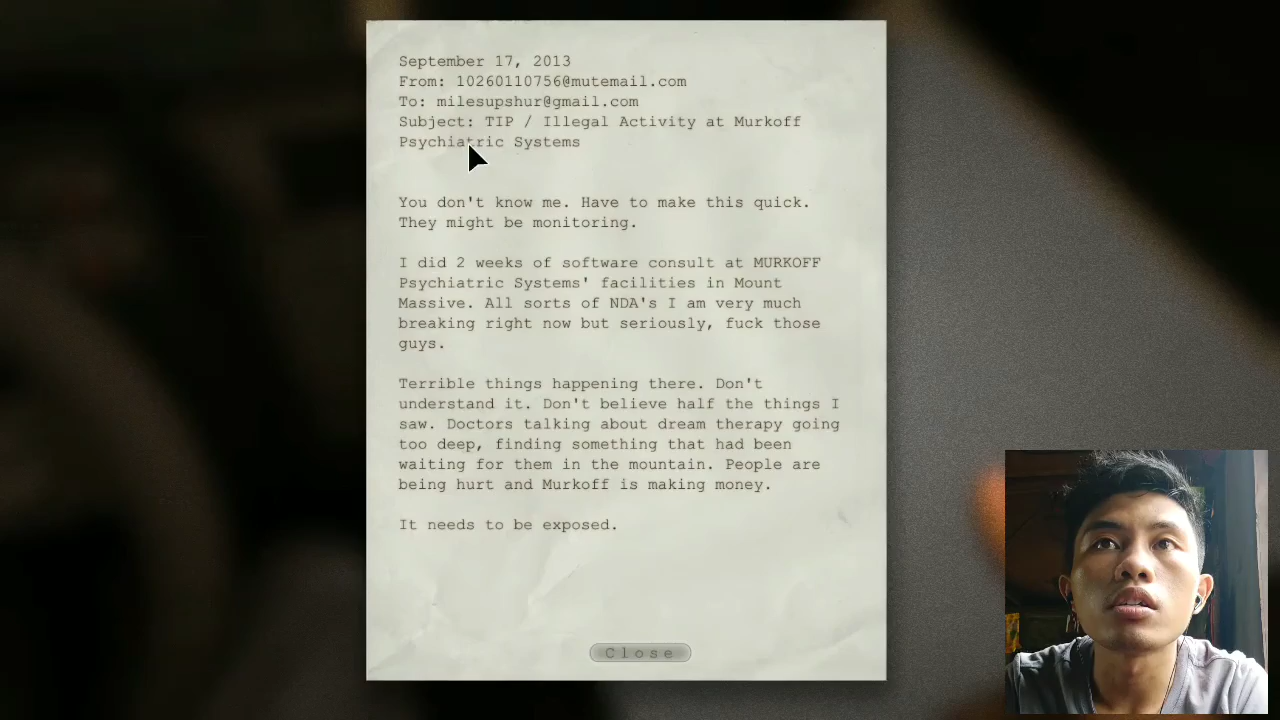 September 17, 2013
From: 10260110756@mutemail.com
To: milesupshur@gmail.com
Subject: TIP / Illegal Activity at Murkoff
Psychiatric Systems
You don't know me. Have to make this quick.
They might be monitoring.
I did 2 weeks of software consult at MURKOFF
Psychiatric Systems' facilities in Mount
Massive. All sorts of NDA's I am very much
breaking right now but seriously, fuck those
guys.
Terrible things happening there. Don't
understand it. Don't believe half the things I
saw. Doctors talking about dream therapy going
too deep, finding something that had been
waiting for them in the mountain. People are
being hurt and Murkoff is making money.
It needs to be exposed.
Close